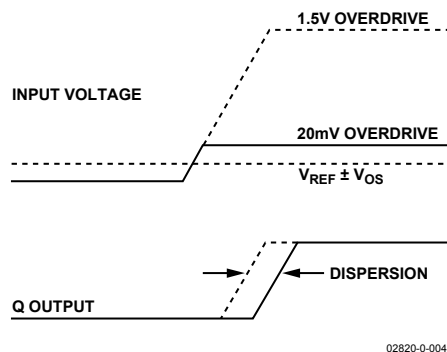 1.5V OVERDRIVE
INPUT VOLTAGE
20mV OVERDRIVE
VREF ± VOS
DISPERSION
Q OUTPUT
02820-0-004